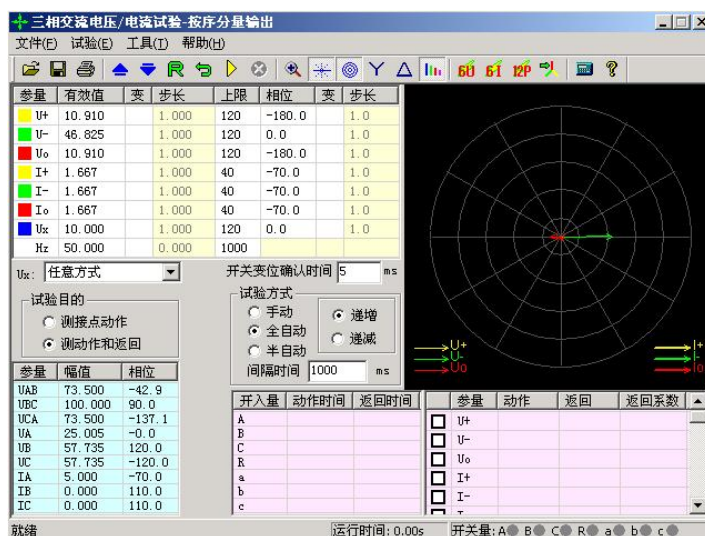 三相交流电压/电流试验-按序分量输出
文件(F) 试验(E) 工具(T) 帮助(H)
6U 6I 12P
参量 有效值 变 步长 上限 相位 变 步长
U+ 10.910 1.000 120 -180.0 1.0
U- 46.825 1.000 120 0.0 1.0
Uo 10.910 1.000 120 -180.0 1.0
I+ 1.667 1.000 40 -70.0 1.0
I- 1.667 1.000 40 -70.0 1.0
Io 1.667 1.000 40 -70.0 1.0
Ux 10.000 1.000 120 0.0 1.0
Hz 50.000 0.000 1000
Ux: 任意方式
开关变位确认时间 5 ms
试验目的
测接点动作
测动作和返回
试验方式
手动
全自动
半自动
递增
递减
间隔时间 1000 ms
U+
U-
Uo
I+
I-
Io
参量 幅值 相位
UAB 73.500 -42.9
UBC 100.000 90.0
UCA 73.500 -137.1
UA 25.005 -0.0
UB 57.735 120.0
UC 57.735 -120.0
IA 5.000 -70.0
IB 0.000 110.0
IC 0.000 110.0
开入量 动作时间 返回时间
A
B
C
R
a
b
c
参量 动作 返回 返回系数
U+
U-
Uo
I+
I-
就绪
运行时间: 0.00s
开关量: A B C R a b c